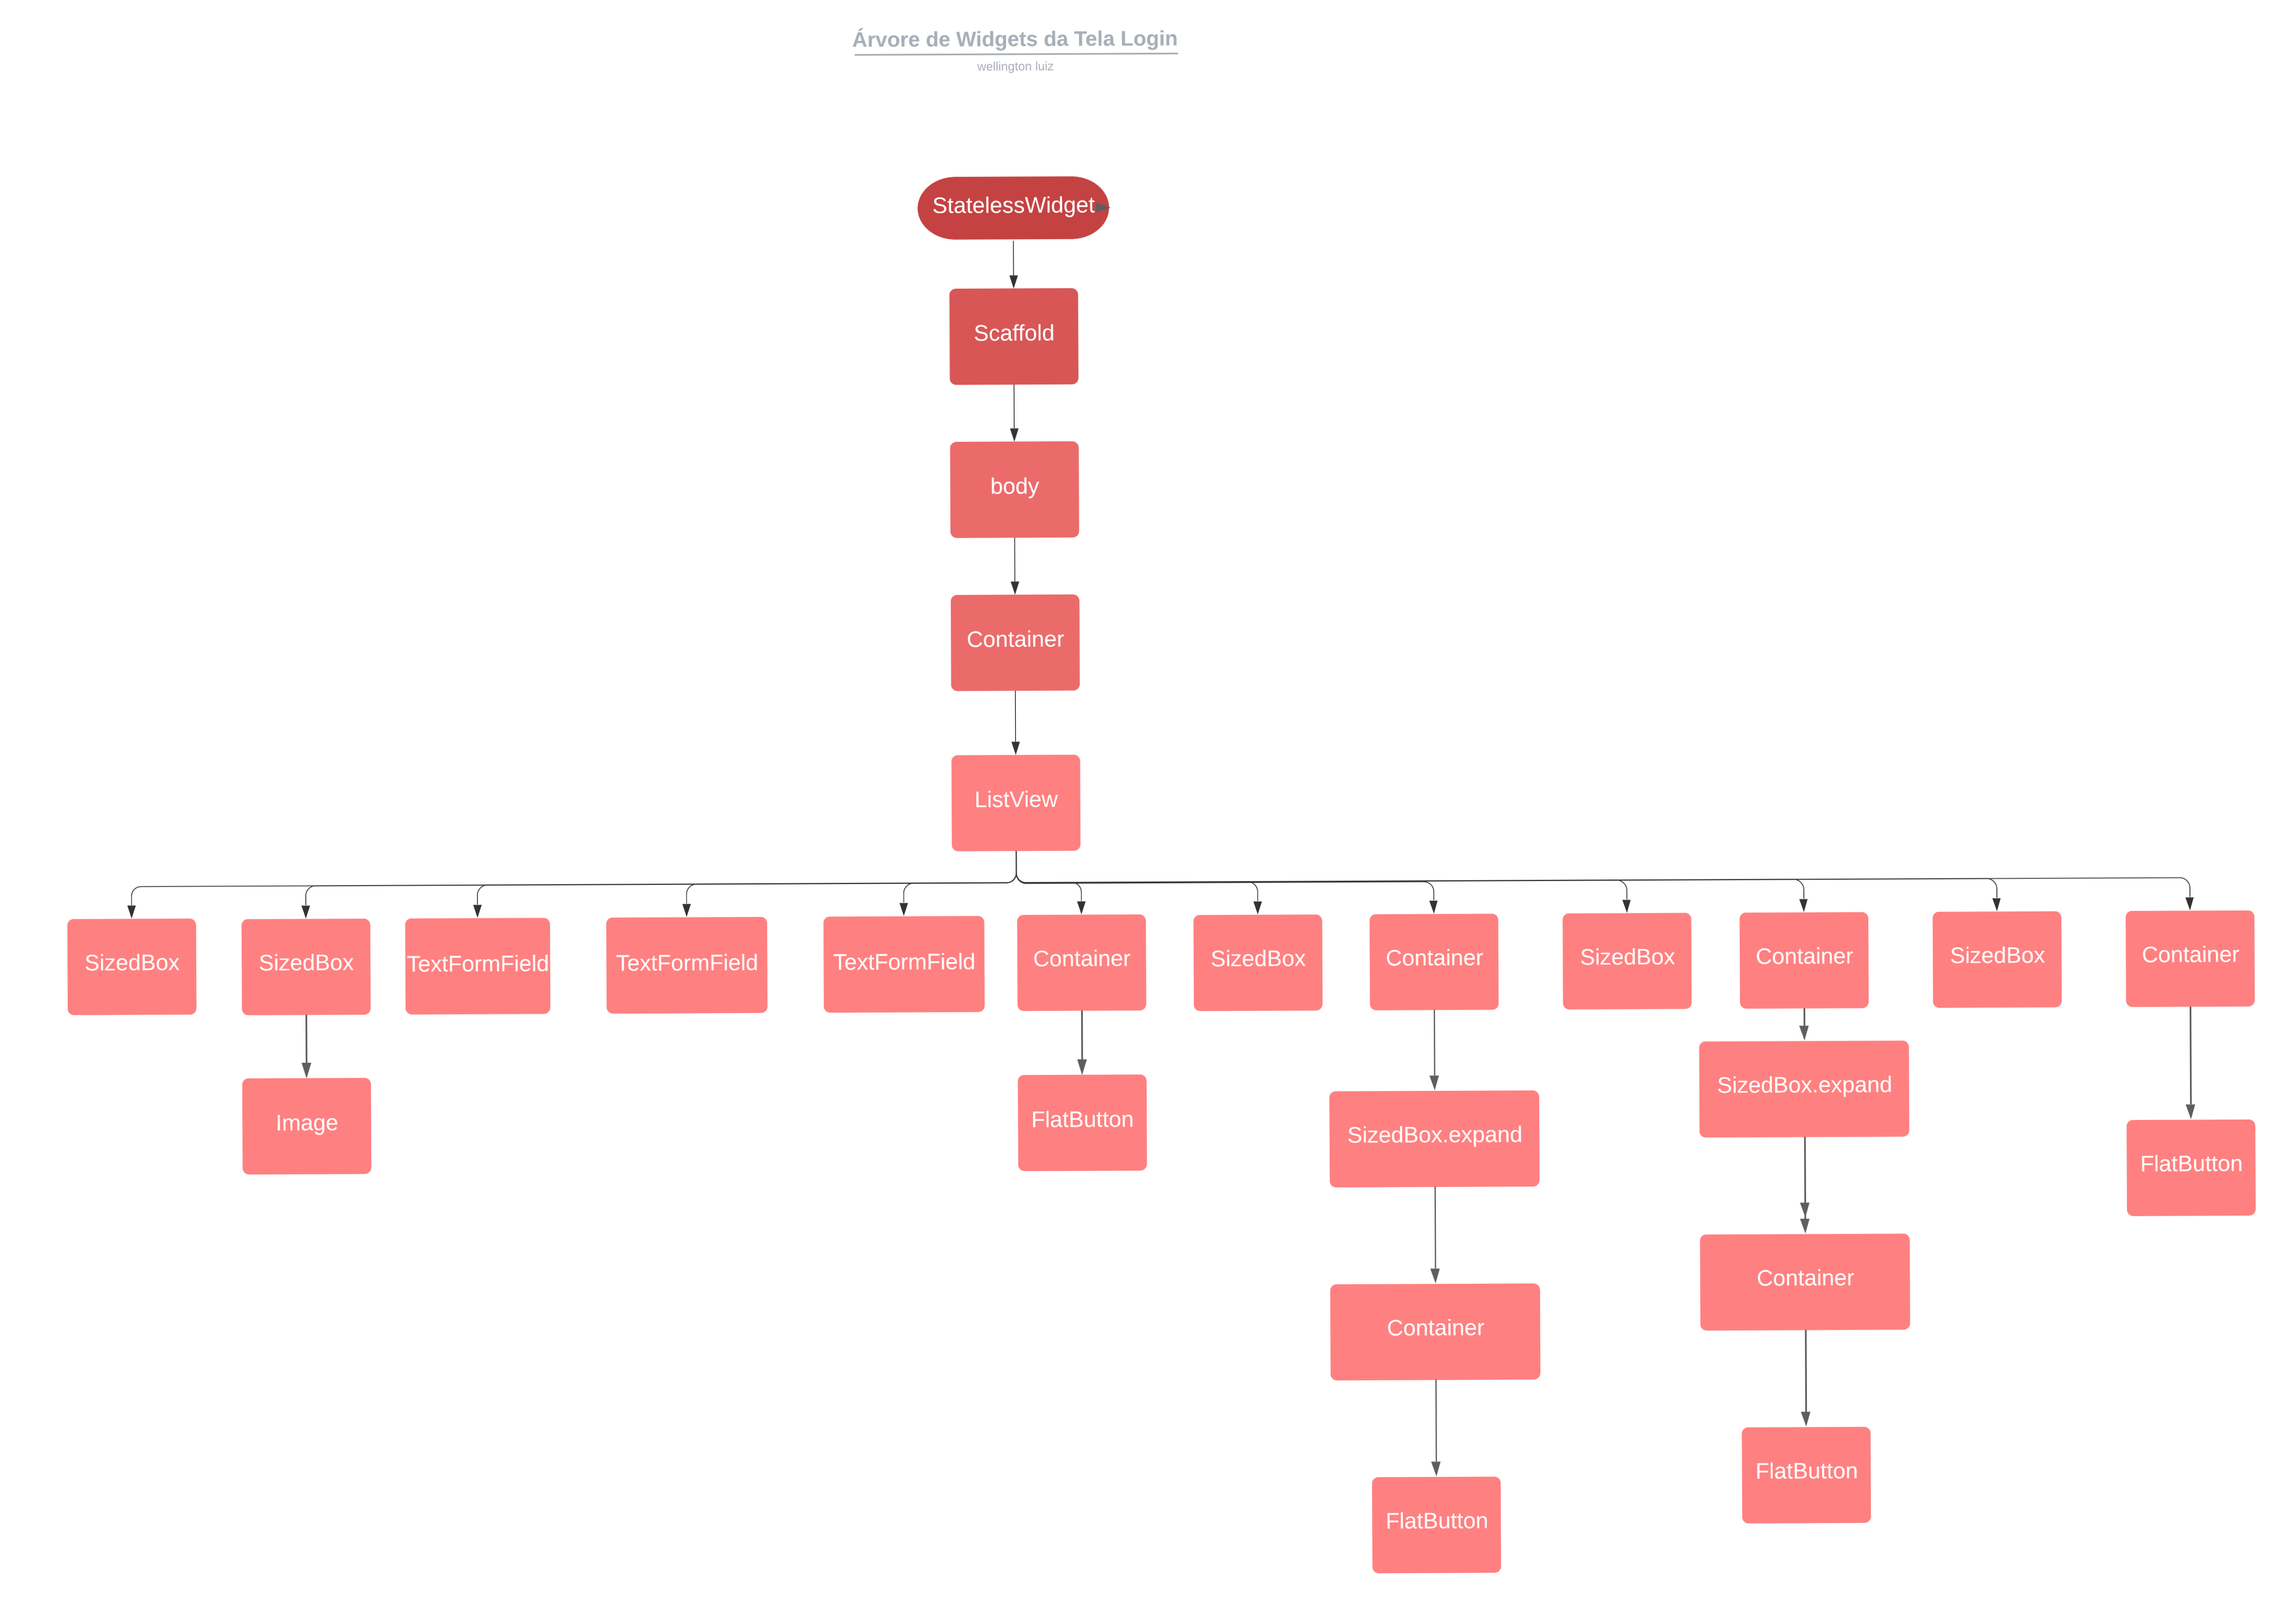 Árvore de Widgets da Tela Login
wellington luiz
StatelessWidget
Scaffold
body
Container
ListView
SizedBox
SizedBox
TextFormField
TextFormField
TextFormField
Container
SizedBox
Container
SizedBox
Container
SizedBox
Container
Image
FlatButton
SizedBox.expand
SizedBox.expand
FlatButton
Container
Container
FlatButton
FlatButton